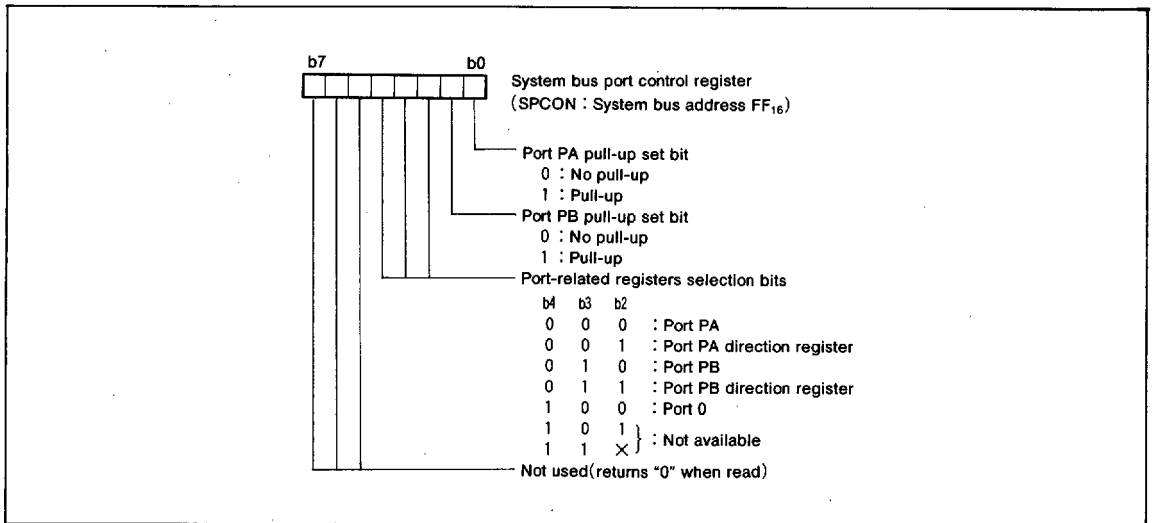 b7 b0
System bus port control register
(SPCON : System bus address FF₁₆)
Port PA pull-up set bit
0 : No pull-up
1 : Pull-up
Port PB pull-up set bit
0 : No pull-up
1 : Pull-up
Port-related registers selection bits
b4 b3 b2
0 0 0 : Port PA
0 0 1 : Port PA direction register
0 1 0 : Port PB
0 1 1 : Port PB direction register
1 0 0 : Port 0
1 0 1
1 1 × } : Not available
Not used(returns "0" when read)